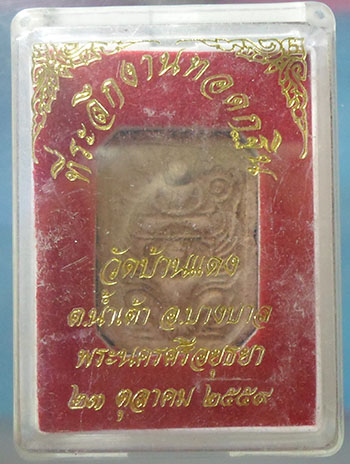 ที่ระลึกงานทอดกฐิน
วัดบ้านแดง
ต.น้ำเต้า อ.บางบาล
พระนครศรีอยุธยา
๒๓ ตุลาคม ๒๕๕๙